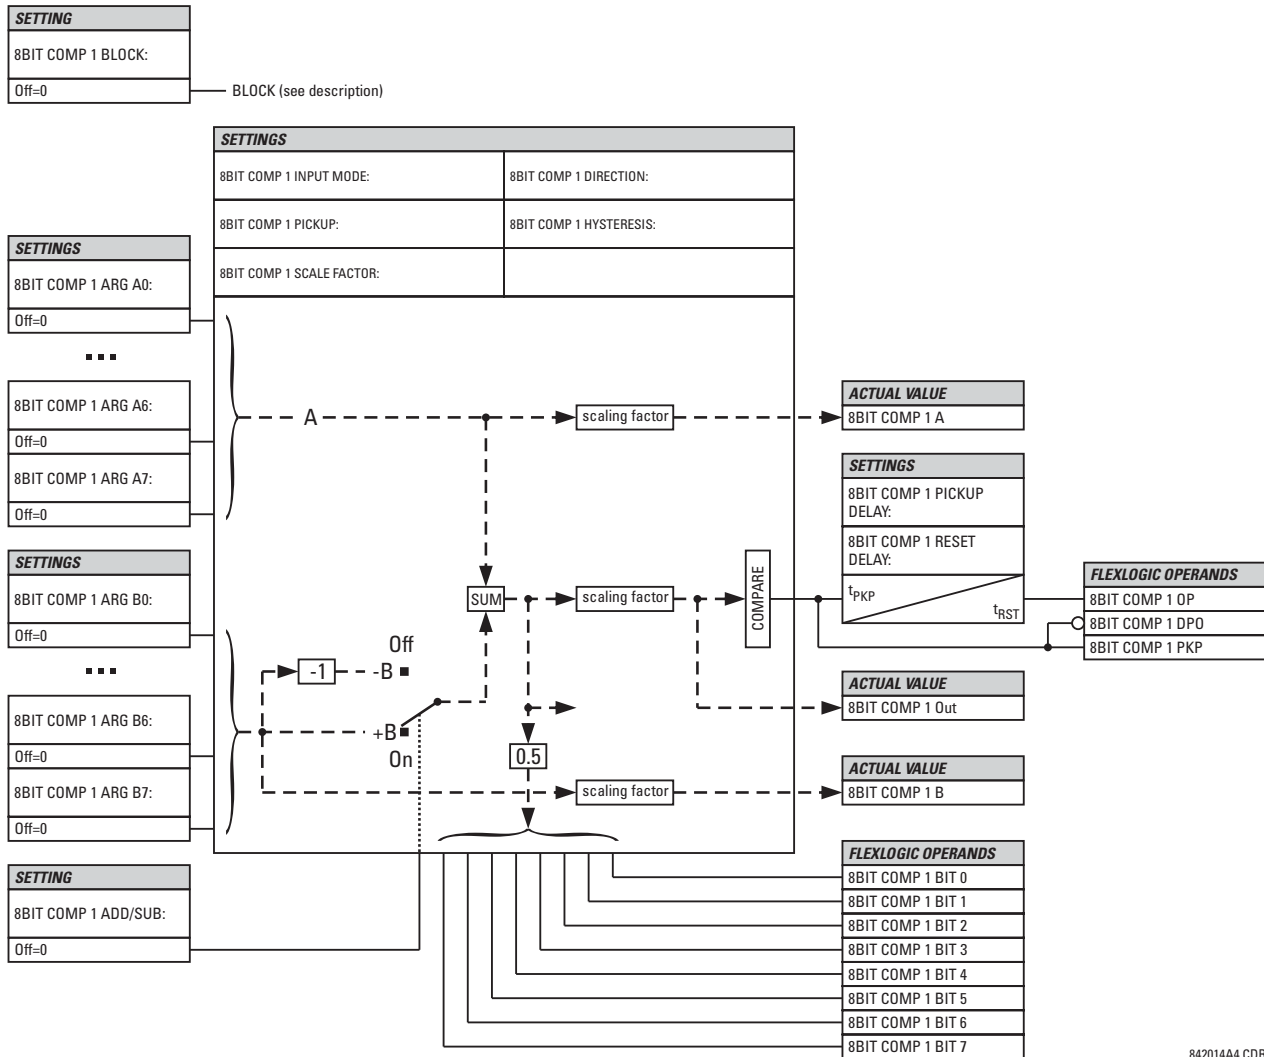 SETTING
8BIT COMP 1 BLOCK:
Off=0
BLOCK (see description)
SETTINGS
8BIT COMP 1 INPUT MODE:
8BIT COMP 1 DIRECTION:
8BIT COMP 1 PICKUP:
8BIT COMP 1 HYSTERESIS:
8BIT COMP 1 SCALE FACTOR:
SETTINGS
8BIT COMP 1 ARG A0:
Off=0
8BIT COMP 1 ARG A6:
Off=0
8BIT COMP 1 ARG A7:
Off=0
SETTINGS
8BIT COMP 1 ARG B0:
Off=0
8BIT COMP 1 ARG B6:
Off=0
8BIT COMP 1 ARG B7:
Off=0
SETTING
8BIT COMP 1 ADD/SUB:
Off=0
A
scaling factor
SUM
scaling factor
COMPARE
Off
-1
-B
+B
On
0.5
scaling factor
ACTUAL VALUE
8BIT COMP 1 A
SETTINGS
8BIT COMP 1 PICKUP
DELAY:
8BIT COMP 1 RESET
DELAY:
tPKP
tRST
FLEXLOGIC OPERANDS
8BIT COMP 1 OP
8BIT COMP 1 DPO
8BIT COMP 1 PKP
ACTUAL VALUE
8BIT COMP 1 Out
ACTUAL VALUE
8BIT COMP 1 B
FLEXLOGIC OPERANDS
8BIT COMP 1 BIT 0
8BIT COMP 1 BIT 1
8BIT COMP 1 BIT 2
8BIT COMP 1 BIT 3
8BIT COMP 1 BIT 4
8BIT COMP 1 BIT 5
8BIT COMP 1 BIT 6
8BIT COMP 1 BIT 7
842014A4.CDR